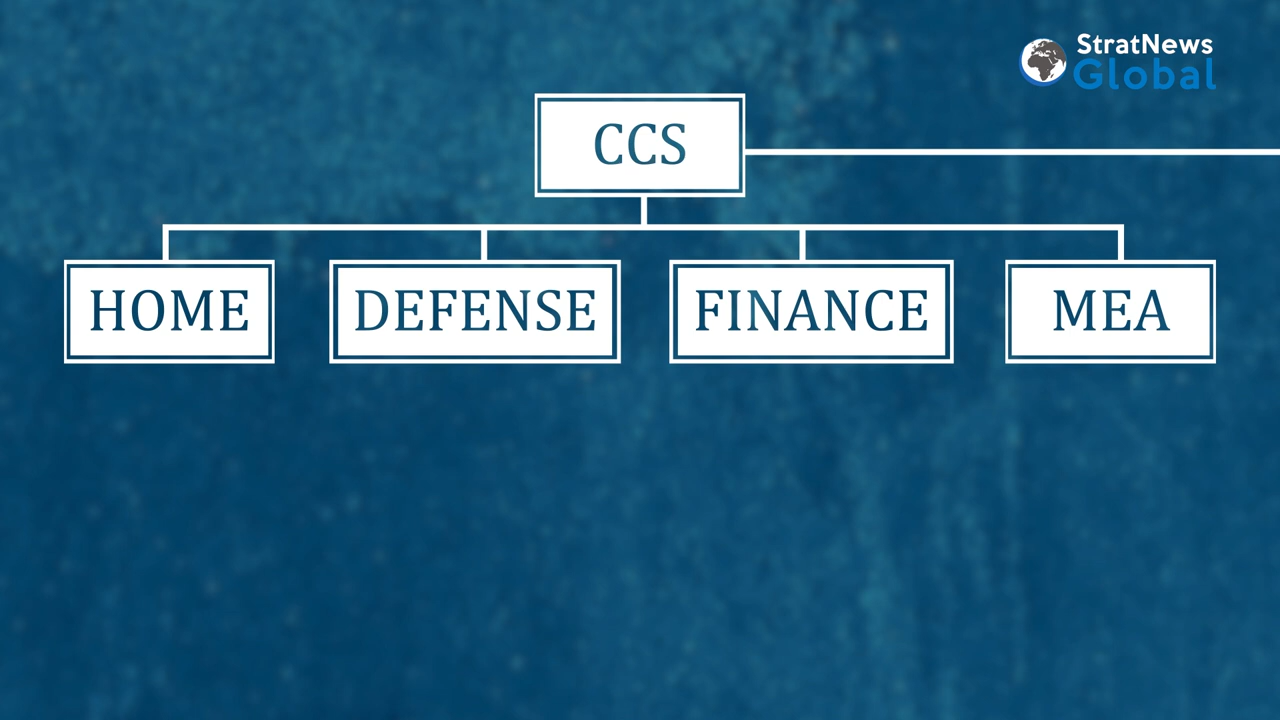 StratNews
Global
CCS
HOME
DEFENSE
FINANCE
MEA